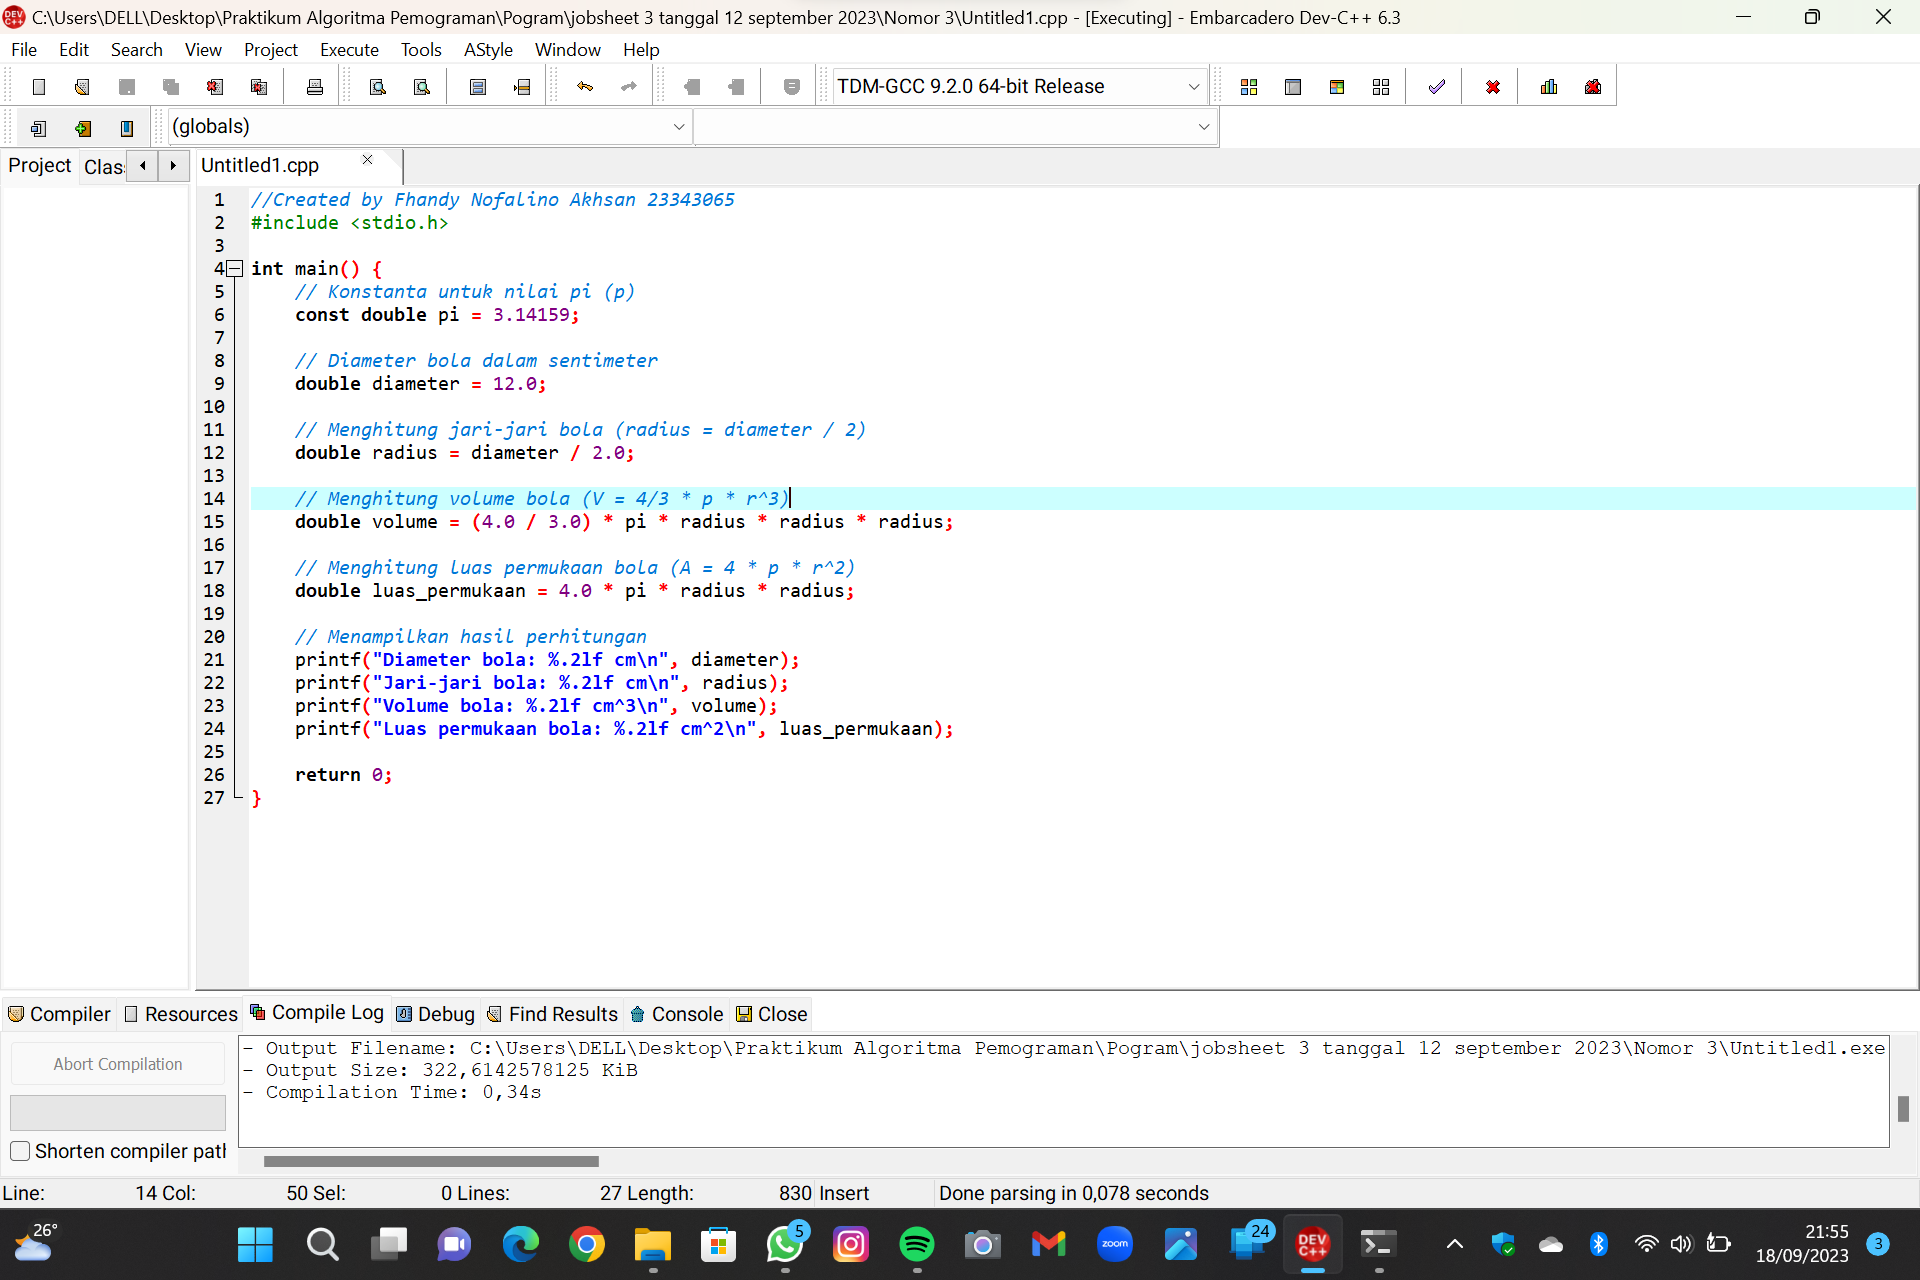 C:\Users\DELL\Desktop\Praktikum Algoritma Pemograman\Pogram\jobsheet 3 tanggal 12 september 2023\Nomor 3\Untitled1.cpp - [Executing] - Embarcadero Dev-C++ 6.3
File Edit Search View Project Execute Tools AStyle Window Help
TDM-GCC 9.2.0 64-bit Release
(globals)
Project Clas Untitled1.cpp
1 //Created by Fhandy Nofalino Akhsan 23343065
2 #include <stdio.h>
3
4 int main() {
5 // Konstanta untuk nilai pi (p)
6 const double pi = 3.14159;
7
8 // Diameter bola dalam sentimeter
9 double diameter = 12.0;
10
11 // Menghitung jari-jari bola (radius = diameter / 2)
12 double radius = diameter / 2.0;
13
14 // Menghitung volume bola (V = 4/3 * p * r^3)
15 double volume = (4.0 / 3.0) * pi * radius * radius * radius;
16
17 // Menghitung luas permukaan bola (A = 4 * p * r^2)
18 double luas_permukaan = 4.0 * pi * radius * radius;
19
20 // Menampilkan hasil perhitungan
21 printf("Diameter bola: %.2lf cm\n", diameter);
22 printf("Jari-jari bola: %.2lf cm\n", radius);
23 printf("Volume bola: %.2lf cm^3\n", volume);
24 printf("Luas permukaan bola: %.2lf cm^2\n", luas_permukaan);
25
26 return 0;
27 }
Compiler Resources Compile Log Debug Find Results Console Close
Abort Compilation
Shorten compiler path
- Output Filename: C:\Users\DELL\Desktop\Praktikum Algoritma Pemograman\Pogram\jobsheet 3 tanggal 12 september 2023\Nomor 3\Untitled1.exe
- Output Size: 322,6142578125 KiB
- Compilation Time: 0,34s
Line: 14 Col: 50 Sel: 0 Lines: 27 Length: 830 Insert Done parsing in 0,078 seconds
26°
5
zoom
24
DEV C++
21:55
18/09/2023
3